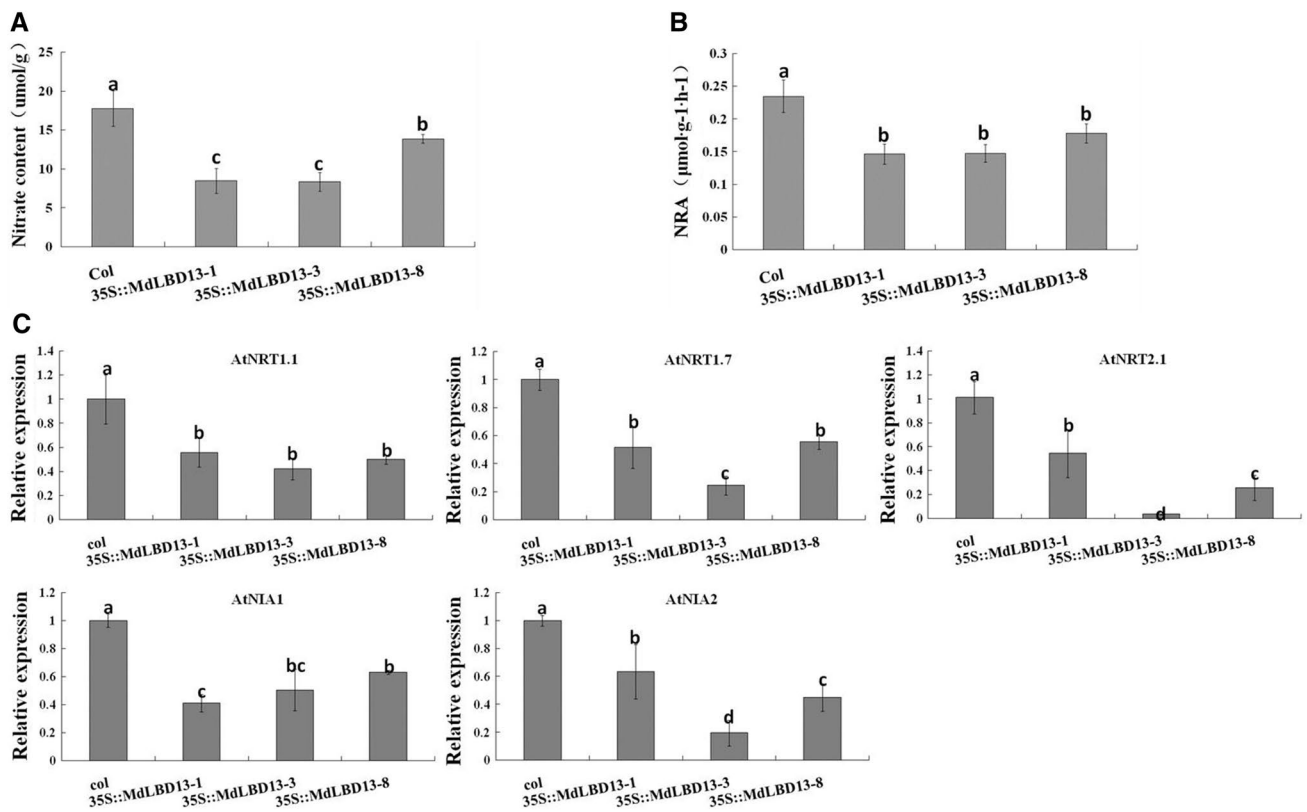 A
Nitrate content（umol/g）
25
20
15
10
5
0
a
c
c
b
Col
35S::MdLBD13-1
35S::MdLBD13-3
35S::MdLBD13-8
B
NRA（μmol·g-1·h-1）
0.3
0.25
0.2
0.15
0.1
0.05
0
a
b
b
b
Col
35S::MdLBD13-1
35S::MdLBD13-3
35S::MdLBD13-8
C
AtNRT1.1
Relative expression
1.4
1.2
1
0.8
0.6
0.4
0.2
0
a
b
b
b
col
35S::MdLBD13-1
35S::MdLBD13-3
35S::MdLBD13-8
AtNRT1.7
Relative expression
1.2
1
0.8
0.6
0.4
0.2
0
a
b
c
b
col
35S::MdLBD13-1
35S::MdLBD13-3
35S::MdLBD13-8
AtNRT2.1
Relative expression
1.4
1.2
1
0.8
0.6
0.4
0.2
0
a
b
d
c
col
35S::MdLBD13-1
35S::MdLBD13-3
35S::MdLBD13-8
AtNIA1
Relative expression
1.2
1
0.8
0.6
0.4
0.2
0
a
c
bc
b
col
35S::MdLBD13-1
35S::MdLBD13-3
35S::MdLBD13-8
AtNIA2
Relative expression
1.2
1
0.8
0.6
0.4
0.2
0
a
b
d
c
col
35S::MdLBD13-1
35S::MdLBD13-3
35S::MdLBD13-8